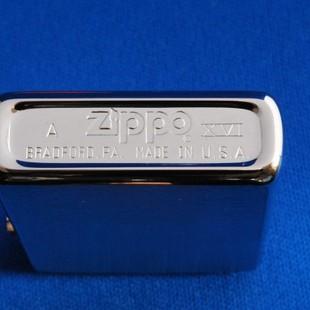 A Zippo XVI
BRADFORD, PA. MADE IN U.S.A